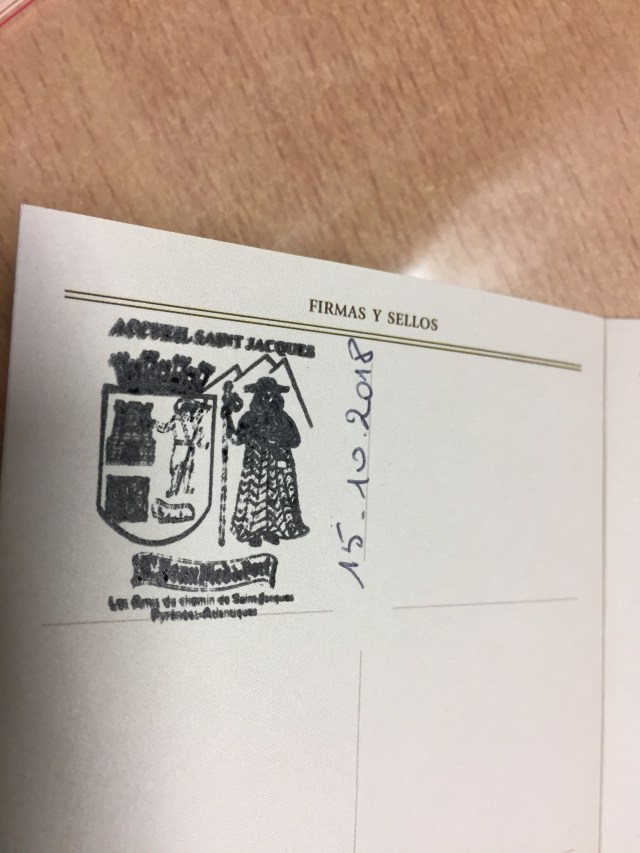 FIRMAS Y SELLOS
ACCUEIL SAINT JACQUES
15.10.2018
Les Amis du chemin de Saint-Jacques
Pyrénées-Atlantiques